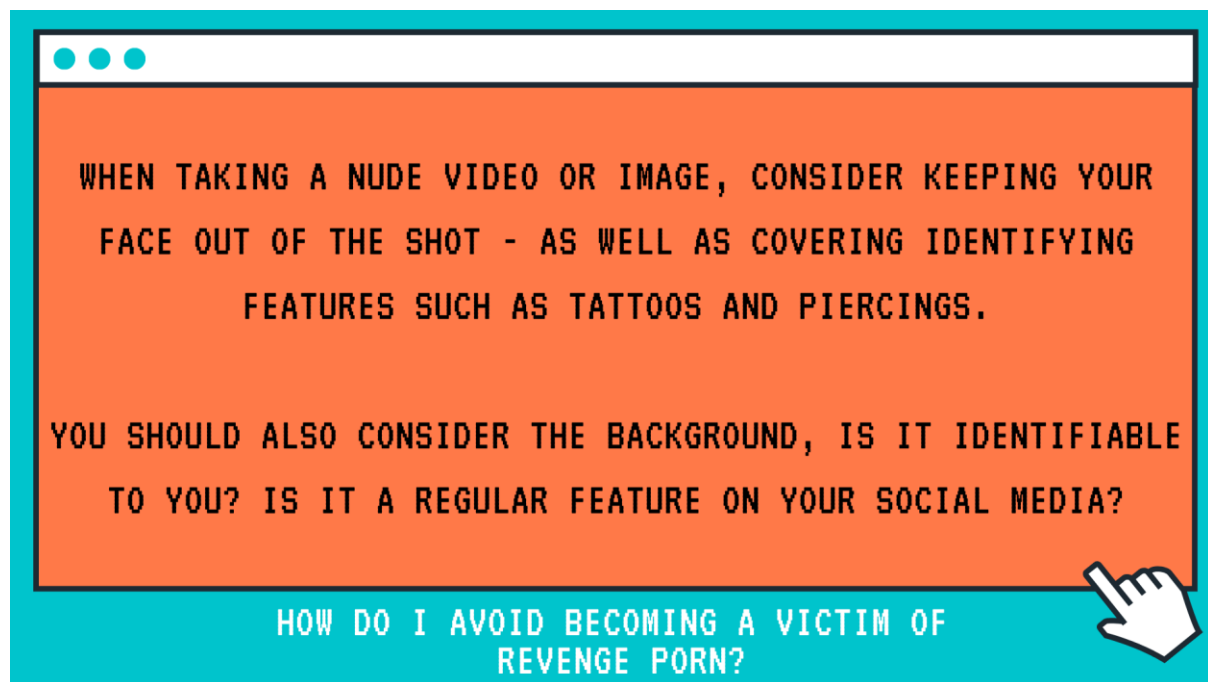 WHEN TAKING A NUDE VIDEO OR IMAGE, CONSIDER KEEPING YOUR
FACE OUT OF THE SHOT - AS WELL AS COVERING IDENTIFYING
FEATURES SUCH AS TATTOOS AND PIERCINGS.
YOU SHOULD ALSO CONSIDER THE BACKGROUND, IS IT IDENTIFIABLE
TO YOU? IS IT A REGULAR FEATURE ON YOUR SOCIAL MEDIA?
HOW DO I AVOID BECOMING A VICTIM OF
REVENGE PORN?